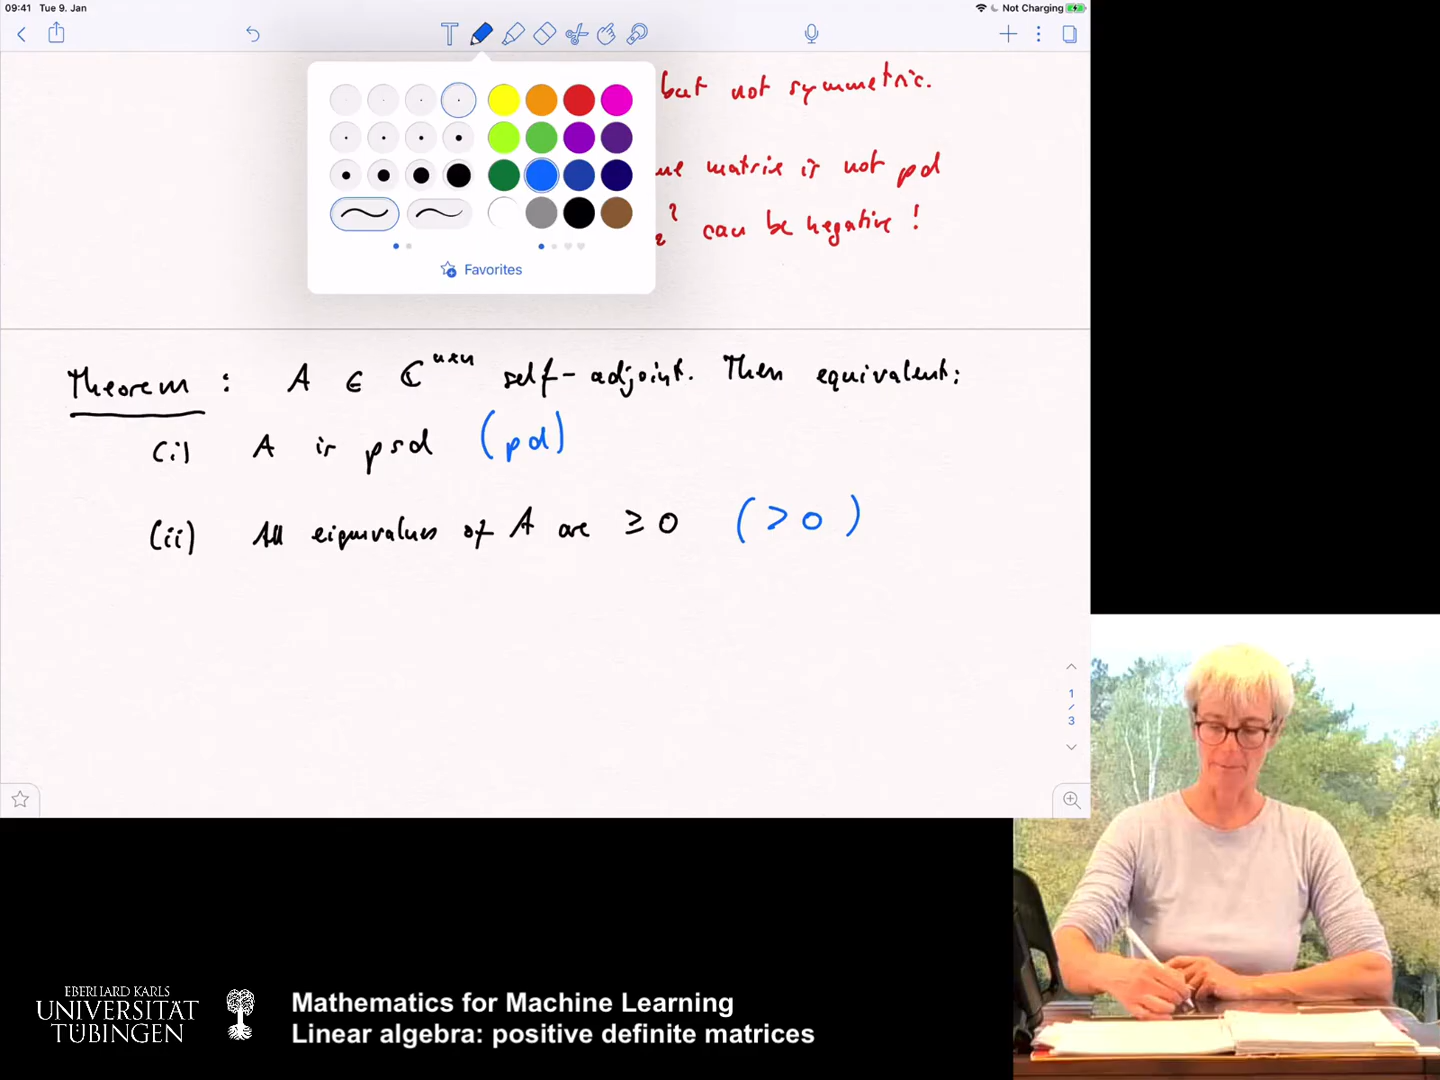 09:41 Tue 9. Jan
Not Charging
but not symmetric.
matrix is not pd
can be negative !
Favorites
Theorem : A ∈ ℂⁿˣⁿ self-adjoint. Then equivalent:
(i) A is psd (pd)
(ii) All eigenvalues of A are ≥ 0 (> 0)
1
/
3
EBERHARD KARLS
UNIVERSITÄT
TÜBINGEN
Mathematics for Machine Learning
Linear algebra: positive definite matrices